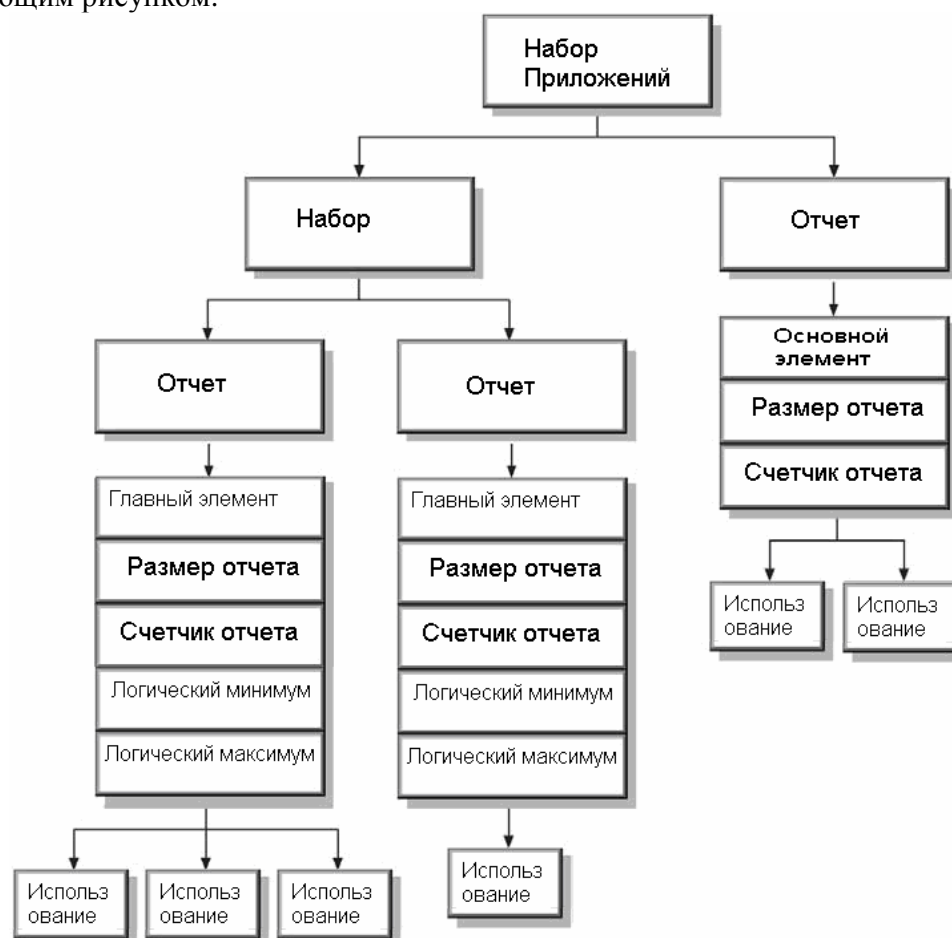 ющим рисунком.
Набор
Приложений
Набор
Отчет
Отчет
Отчет
Основной
элемент
Размер отчета
Счетчик отчета
Главный элемент
Размер отчета
Счетчик отчета
Логический минимум
Логический максимум
Главный элемент
Размер отчета
Счетчик отчета
Логический минимум
Логический максимум
Использ
ование
Использ
ование
Использ
ование
Использ
ование
Использ
ование
Использ
ование